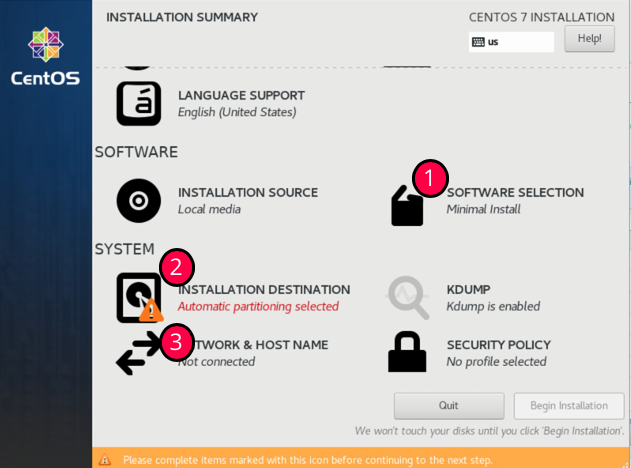 INSTALLATION SUMMARY
CENTOS 7 INSTALLATION
us
Help!
CentOS
LANGUAGE SUPPORT
English (United States)
SOFTWARE
1
INSTALLATION SOURCE
Local media
SOFTWARE SELECTION
Minimal Install
SYSTEM
2
INSTALLATION DESTINATION
Automatic partitioning selected
KDUMP
Kdump is enabled
3
NETWORK & HOST NAME
Not connected
SECURITY POLICY
No profile selected
Quit
Begin Installation
We won't touch your disks until you click 'Begin Installation'.
Please complete items marked with this icon before continuing to the next step.